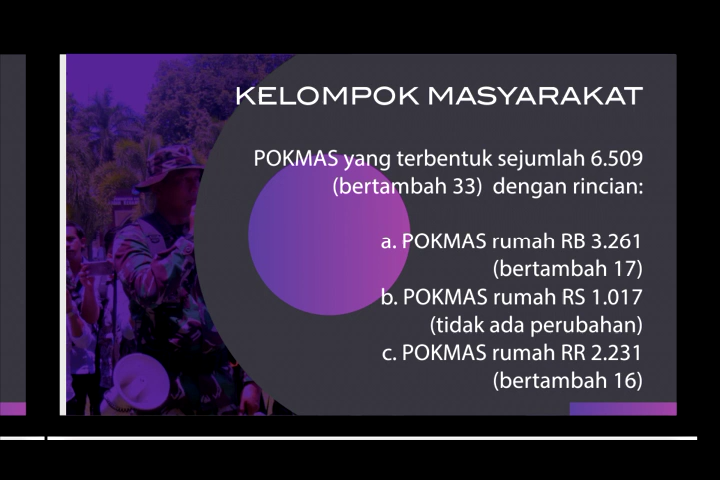 KELOMPOK MASYARAKAT
POKMAS yang terbentuk sejumlah 6.509
(bertambah 33) dengan rincian:
a. POKMAS rumah RB 3.261
(bertambah 17)
b. POKMAS rumah RS 1.017
(tidak ada perubahan)
c. POKMAS rumah RR 2.231
(bertambah 16)